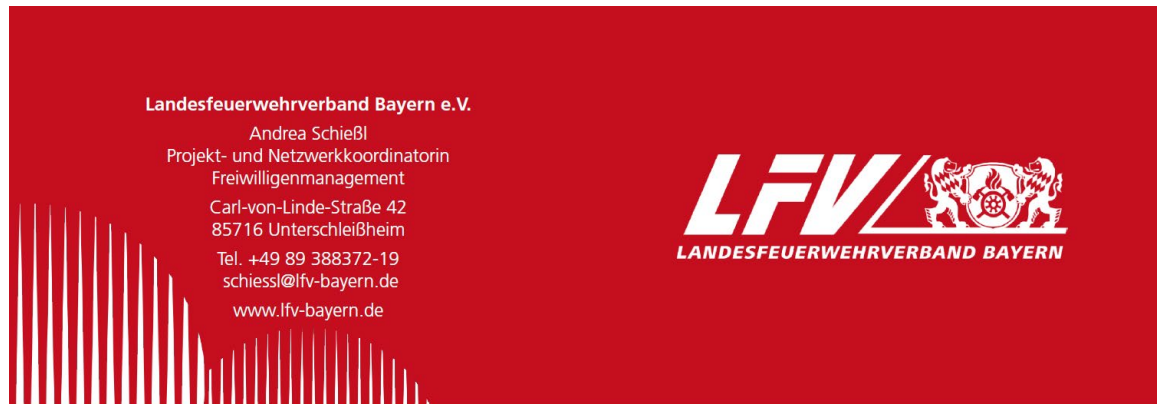 Landesfeuerwehrverband Bayern e.V.
Andrea Schießl
Projekt- und Netzwerkkoordinatorin
Freiwilligenmanagement
Carl-von-Linde-Straße 42
85716 Unterschleißheim
Tel. +49 89 388372-19
schiessl@lfv-bayern.de
www.lfv-bayern.de
LFV
LANDESFEUERWEHRVERBAND BAYERN